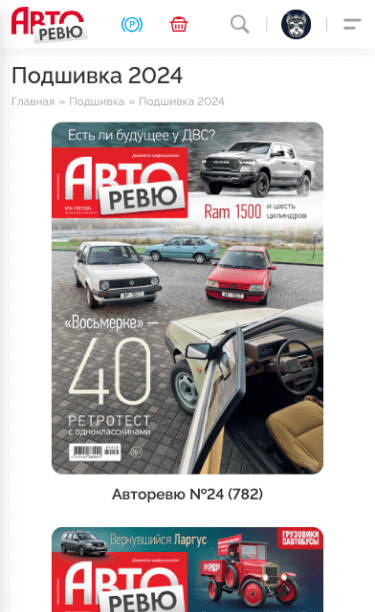 АВТО
РЕВЮ
Подшивка 2024
Главная » Подшивка » Подшивка 2024
Есть ли будущее у ДВС?
АВТО
РЕВЮ
Ram 1500
и шесть
цилиндров
«Восьмерке» —
40
РЕТРОТЕСТ
с одноклассниками
Авторевю №24 (782)
Вернувшийся Ларгус
ГРУЗОВИКИ
АВТОБУСЫ
АВТО
РЕВЮ